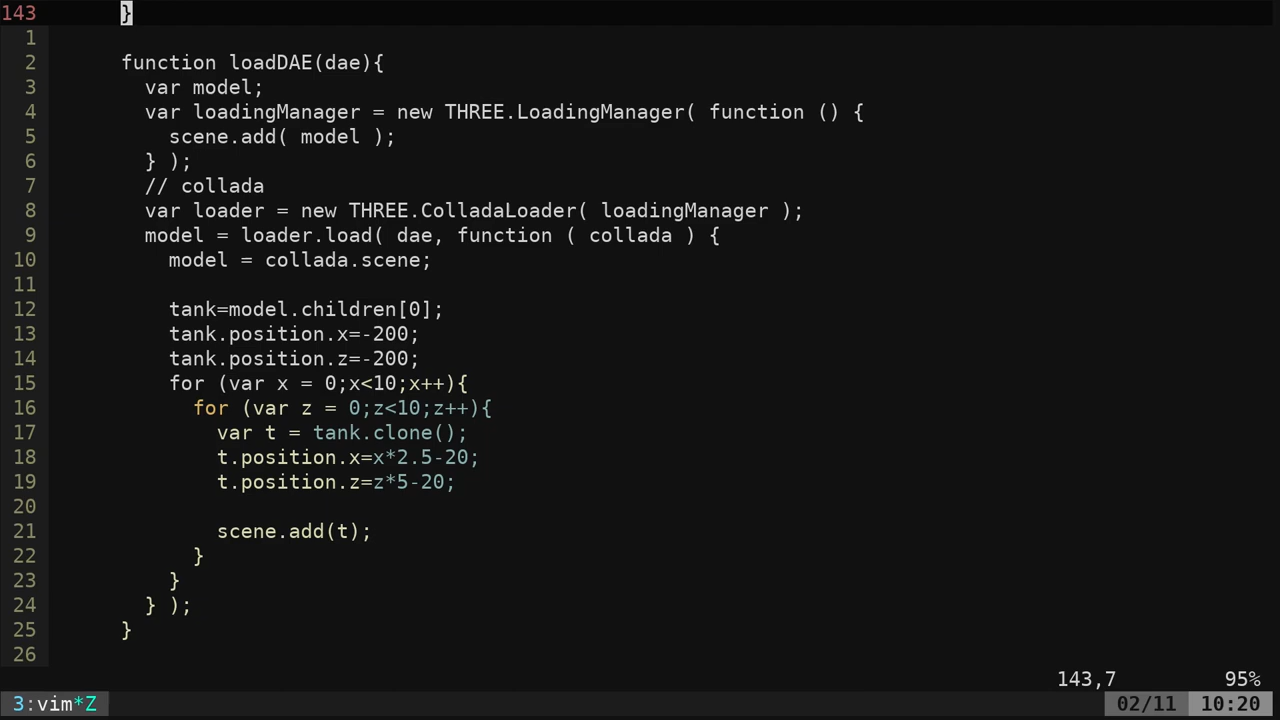 143      }
  1
  2      function loadDAE(dae){
  3        var model;
  4        var loadingManager = new THREE.LoadingManager( function () {
  5          scene.add( model );
  6        } );
  7        // collada
  8        var loader = new THREE.ColladaLoader( loadingManager );
  9        model = loader.load( dae, function ( collada ) {
 10          model = collada.scene;
 11
 12          tank=model.children[0];
 13          tank.position.x=-200;
 14          tank.position.z=-200;
 15          for (var x = 0;x<10;x++){
 16            for (var z = 0;z<10;z++){
 17              var t = tank.clone();
 18              t.position.x=x*2.5-20;
 19              t.position.z=z*5-20;
 20
 21              scene.add(t);
 22            }
 23          }
 24        } );
 25      }
 26
143,7 95%
3:vim*Z 02/11 10:20